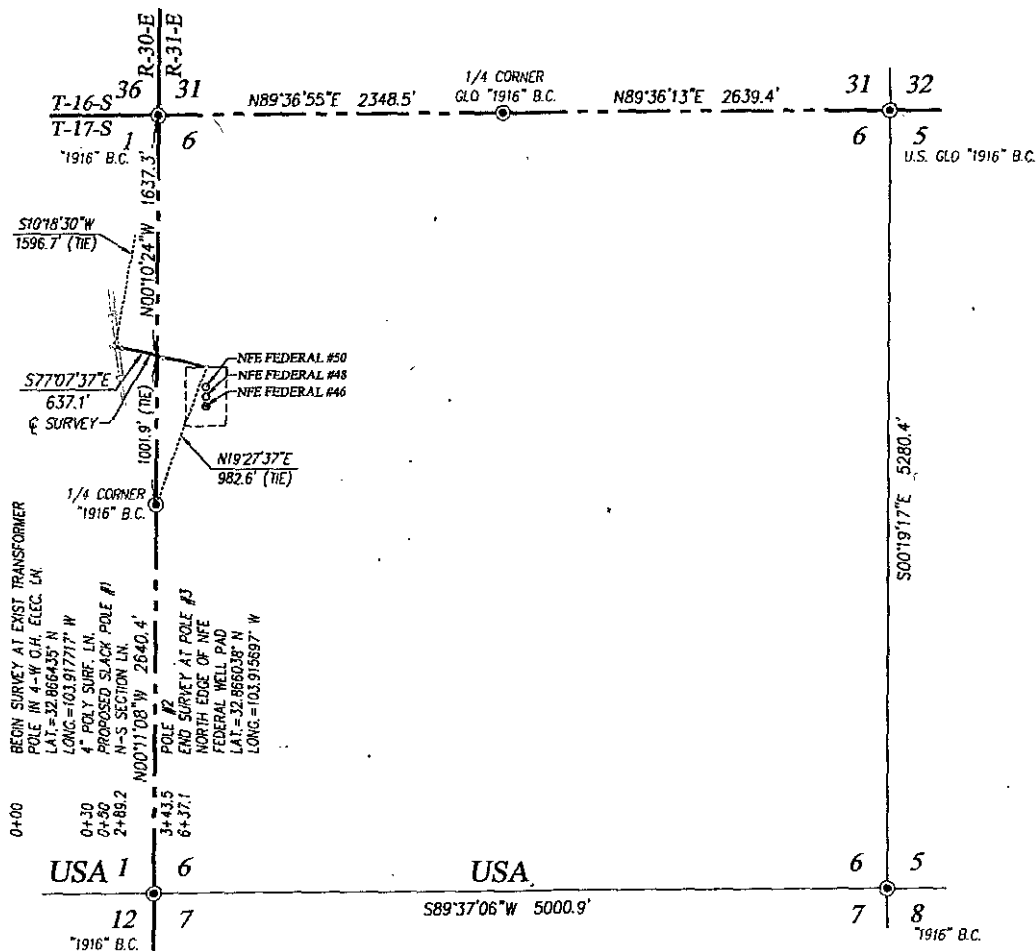 R-30-E
R-31-E
T-16-S 36 31
T-17-S 1 6
"1916" B.C.
N89°36'55"E 2348.5'
1/4 CORNER
GLO "1916" B.C.
N89°36'13"E 2639.4'
31 32
6 5
U.S. GLO "1916" B.C.
N00°10'24"W 1637.3'
S10°18'30"W
1596.7' (TIE)
S77°07'37"E
637.1'
℄ SURVEY
1001.9' (TIE)
NFE FEDERAL #50
NFE FEDERAL #48
NFE FEDERAL #46
N19°27'37"E
982.6' (TIE)
1/4 CORNER
"1916" B.C.
S00°19'17"E 5280.4'
N00°11'08"W 2640.4'
0+00 BEGIN SURVEY AT EXIST TRANSFORMER
POLE IN 4-W O.H. ELEC. LN.
LAT.=32.866435° N
LONG.=103.917717° W
0+30 4" POLY SURF. LN.
0+50 PROPOSED SLACK POLE #1
2+89.2 N-S SECTION LN.
3+43.5 POLE #2
6+37.1 END SURVEY AT POLE #3
NORTH EDGE OF NFE
FEDERAL WELL PAD
LAT.=32.866038° N
LONG.=103.915697° W
USA 1 6
USA
6 5
S89°37'06"W 5000.9'
12 7
"1916" B.C.
7 8
"1916" B.C.